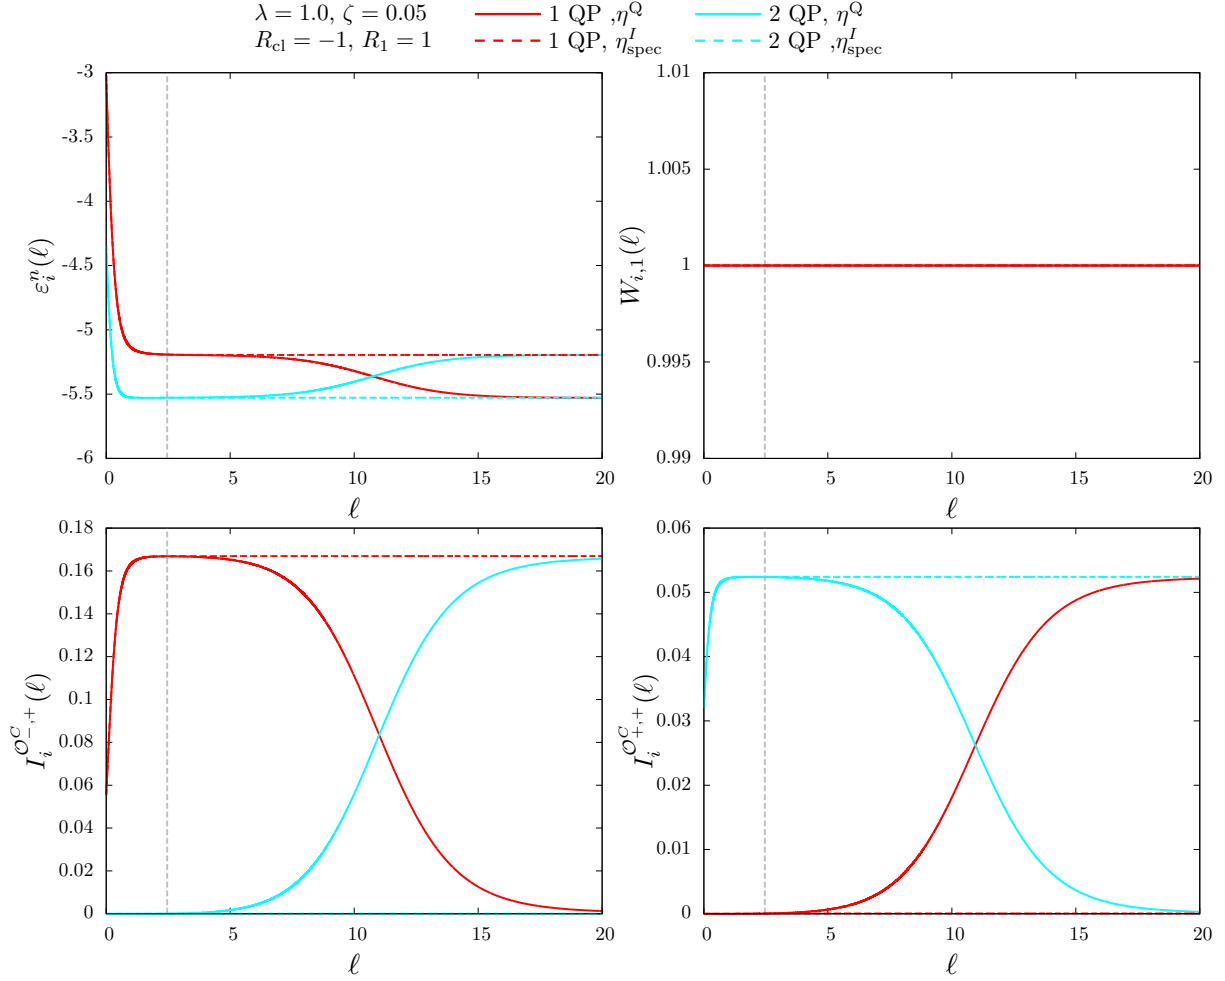 λ = 1.0, ζ = 0.05
R_cl = −1, R_1 = 1
1 QP ,η^Q
1 QP, η^I_spec
2 QP, η^Q
2 QP ,η^I_spec
-3
-3.5
-4
-4.5
-5
-5.5
-6
0 5 10 15 20
ε_i^n(ℓ)
ℓ
1.01
1.005
1
0.995
0.99
0 5 10 15 20
W_{i,1}(ℓ)
ℓ
0.18
0.16
0.14
0.12
0.1
0.08
0.06
0.04
0.02
0
0 5 10 15 20
I_i^{𝒪^C_{−,+}}(ℓ)
ℓ
0.06
0.05
0.04
0.03
0.02
0.01
0
0 5 10 15 20
I_i^{𝒪^C_{+,+}}(ℓ)
ℓ